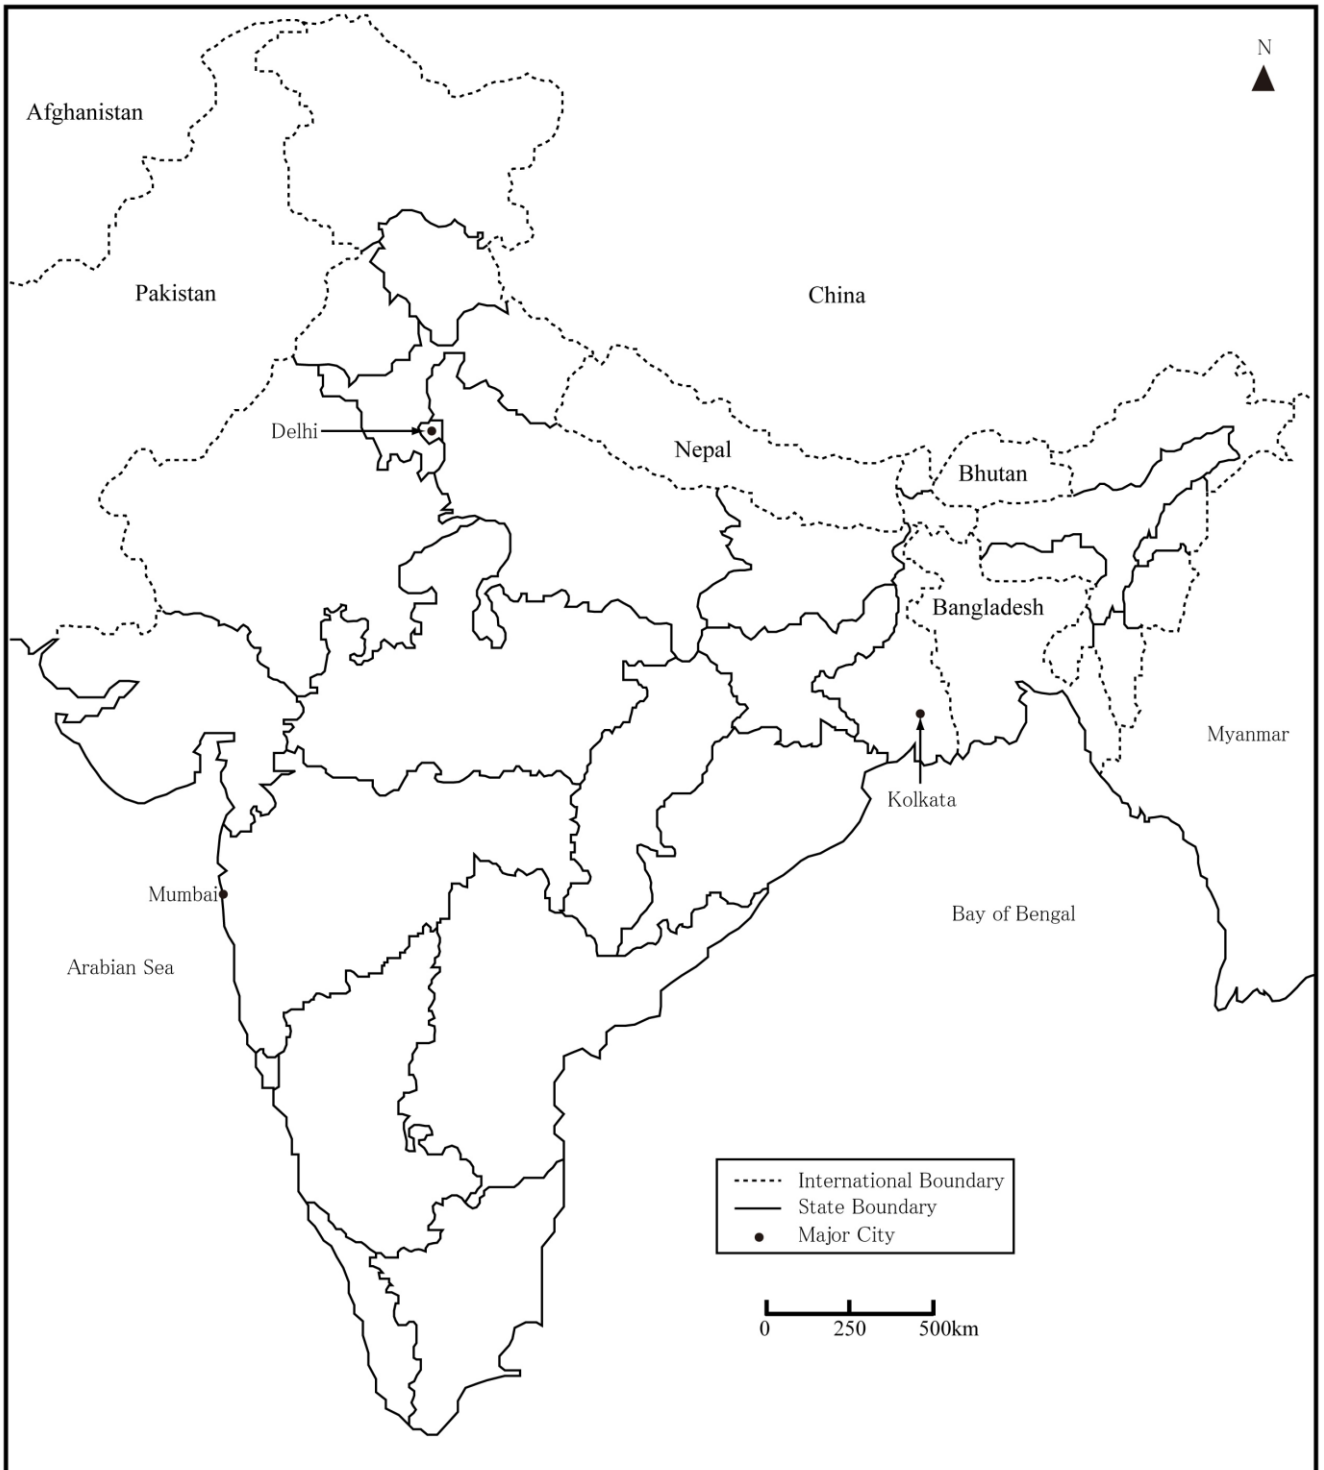 N
Afghanistan
Pakistan
China
Delhi
Nepal
Bhutan
Bangladesh
Myanmar
Kolkata
Mumbai
Bay of Bengal
Arabian Sea
International Boundary
State Boundary
Major City
0 250 500km